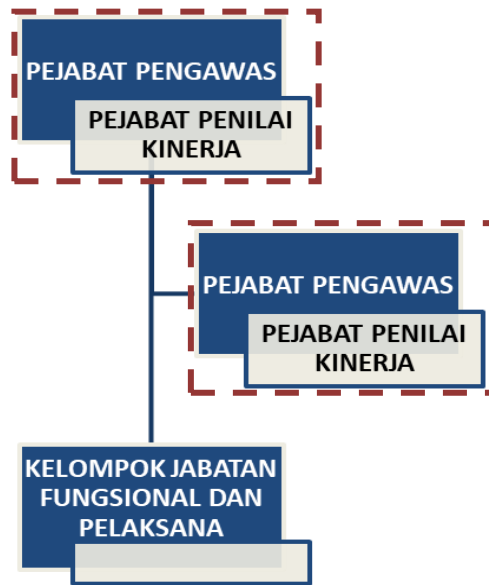 PEJABAT PENGAWAS
PEJABAT PENILAI
KINERJA
PEJABAT PENGAWAS
PEJABAT PENILAI
KINERJA
KELOMPOK JABATAN
FUNGSIONAL DAN
PELAKSANA